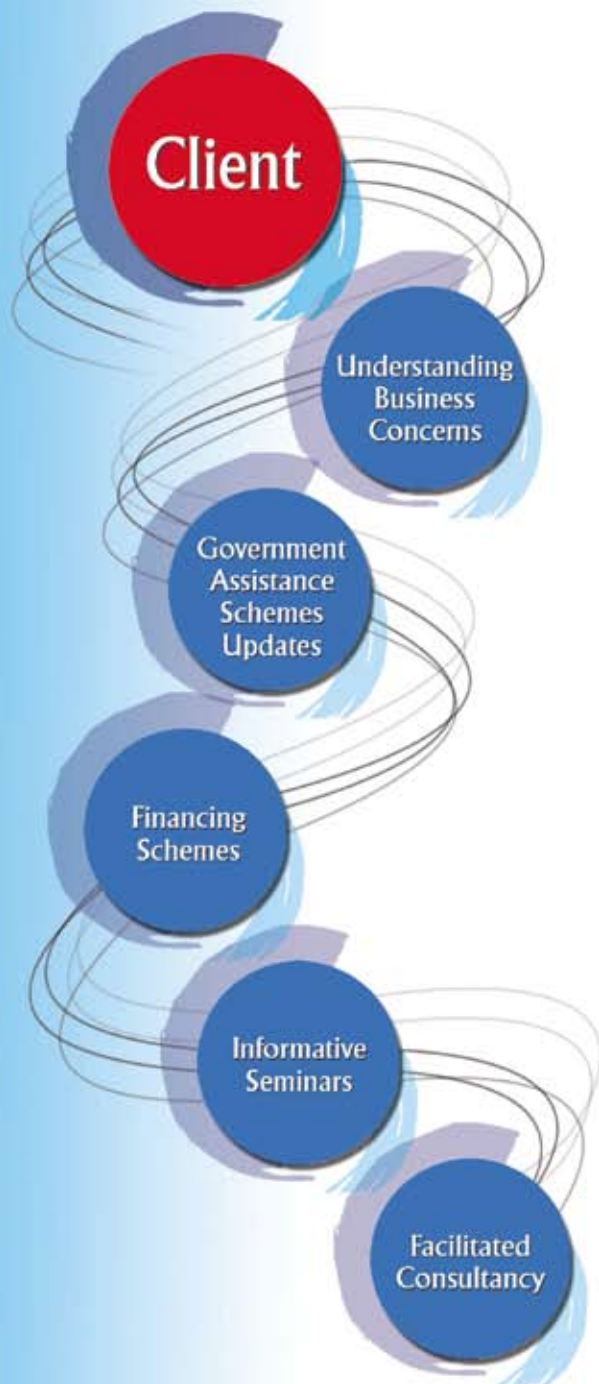 Client
Understanding
Business
Concerns
Government
Assistance
Schemes
Updates
Financing
Schemes
Informative
Seminars
Facilitated
Consultancy